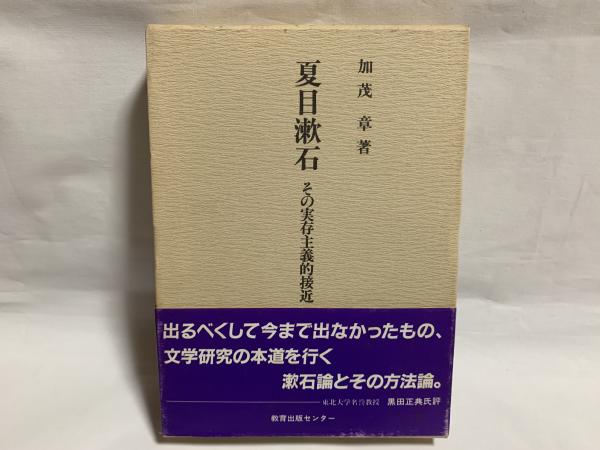 加茂章著
夏目漱石
その実存主義的接近
出るべくして今まで出なかったもの、
文学研究の本道を行く
漱石論とその方法論。
東北大学名誉教授 黒田正典氏評
教育出版センター